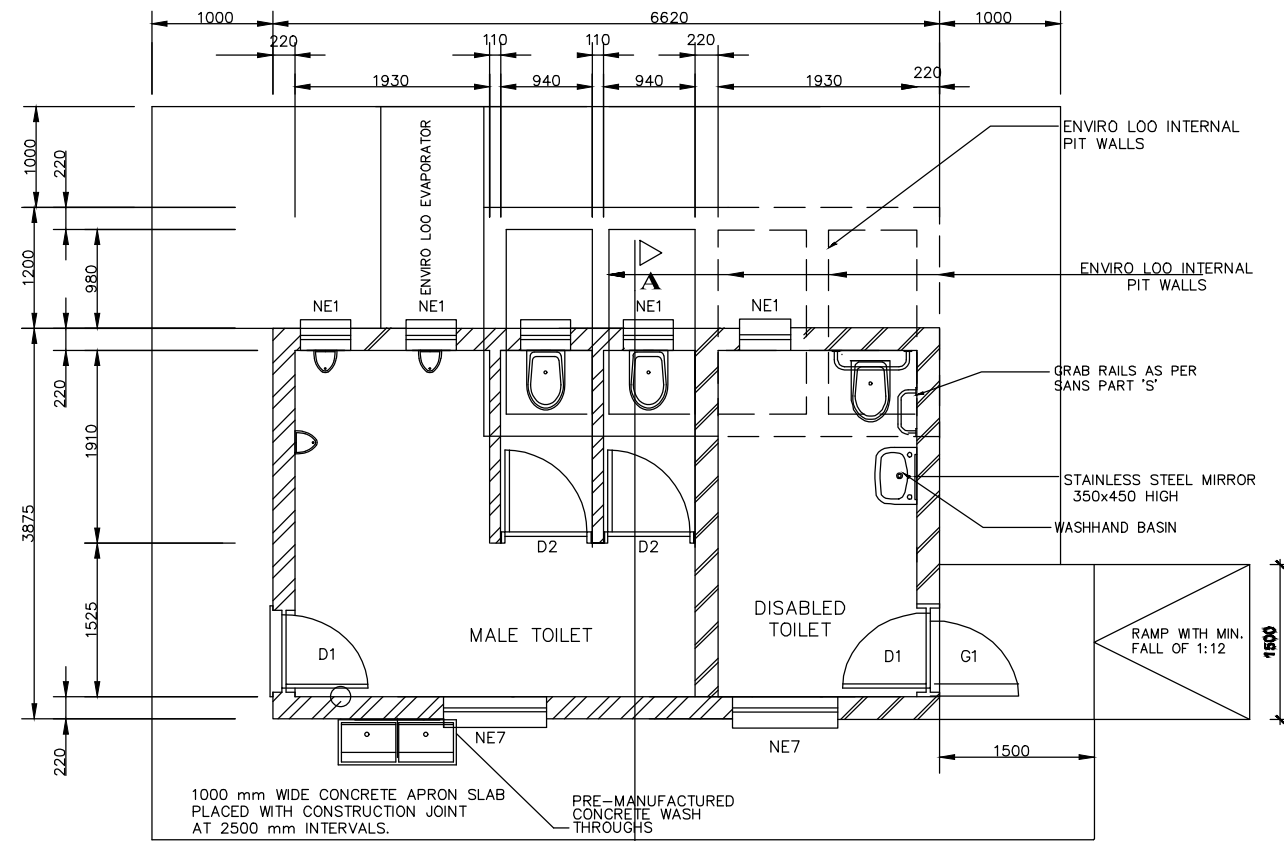 1000
6620
1000
220
110
110
220
1930
940
940
1930
220
1000
220
1200
980
ENVIRO LOO EVAPORATOR
ENVIRO LOO INTERNAL
PIT WALLS
A
ENVIRO LOO INTERNAL
PIT WALLS
NE1
NE1
NE1
NE1
220
1910
3875
1525
220
GRAB RAILS AS PER
SANS PART 'S'
STAINLESS STEEL MIRROR
350x450 HIGH
WASHHAND BASIN
D2
D2
DISABLED
TOILET
MALE TOILET
D1
D1
G1
RAMP WITH MIN.
FALL OF 1:12
1500
NE7
NE7
1500
1000 mm WIDE CONCRETE APRON SLAB
PLACED WITH CONSTRUCTION JOINT
AT 2500 mm INTERVALS.
PRE-MANUFACTURED
CONCRETE WASH
THROUGHS